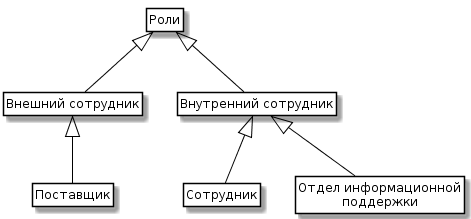 Роли
Внешний сотрудник
Внутренний сотрудник
Поставщик
Сотрудник
Отдел информационной
поддержки